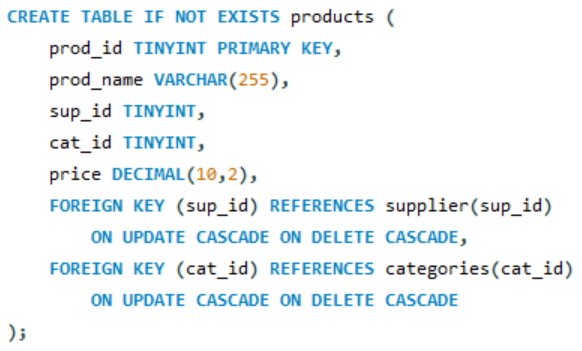 CREATE TABLE IF NOT EXISTS products (
    prod_id TINYINT PRIMARY KEY,
    prod_name VARCHAR(255),
    sup_id TINYINT,
    cat_id TINYINT,
    price DECIMAL(10,2),
    FOREIGN KEY (sup_id) REFERENCES supplier(sup_id)
        ON UPDATE CASCADE ON DELETE CASCADE,
    FOREIGN KEY (cat_id) REFERENCES categories(cat_id)
        ON UPDATE CASCADE ON DELETE CASCADE
);